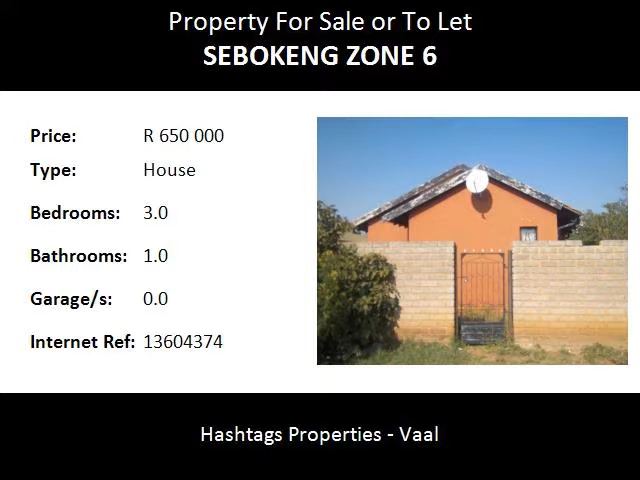 Property For Sale or To Let
SEBOKENG ZONE 6
Price: R 650 000
Type: House
Bedrooms: 3.0
Bathrooms: 1.0
Garage/s: 0.0
Internet Ref: 13604374
Hashtags Properties - Vaal